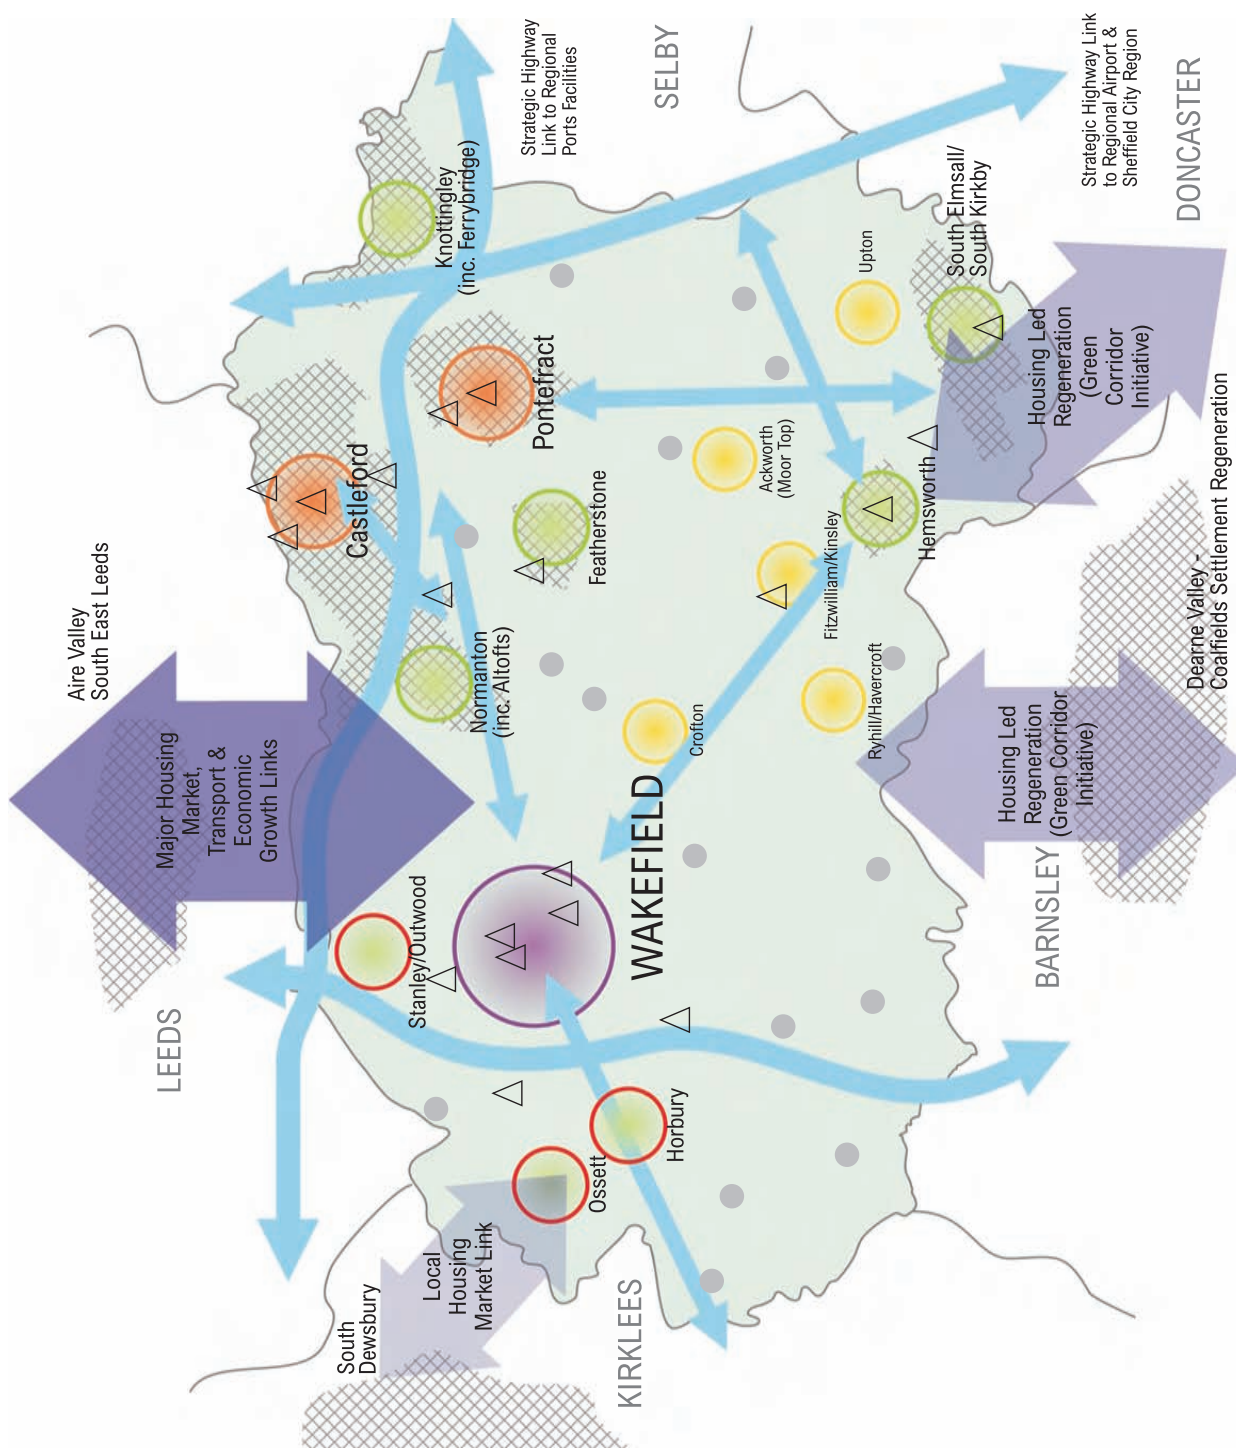 Aire Valley
South East Leeds
LEEDS
Major Housing
Market,
Transport &
Economic
Growth Links
Strategic Highway
Link to Regional
Ports Facilities
SELBY
Strategic Highway Link
to Regional Airport &
Sheffield City Region
DONCASTER
Knottingley
(inc. Ferrybridge)
Castleford
Pontefract
Featherstone
Normanton
(inc. Altofts)
Stanley/Outwood
WAKEFIELD
Ossett
Horbury
South
Dewsbury
Local
Housing
Market Link
KIRKLEES
Crofton
Ackworth
(Moor Top)
Upton
Fitzwilliam/Kinsley
Ryhill/Havercroft
Hemsworth
South Elmsall/
South Kirkby
Housing Led
Regeneration
(Green
Corridor
Initiative)
Housing Led
Regeneration
(Green Corridor
Initiative)
BARNSLEY
Dearne Valley -
Coalfields Settlement Regeneration